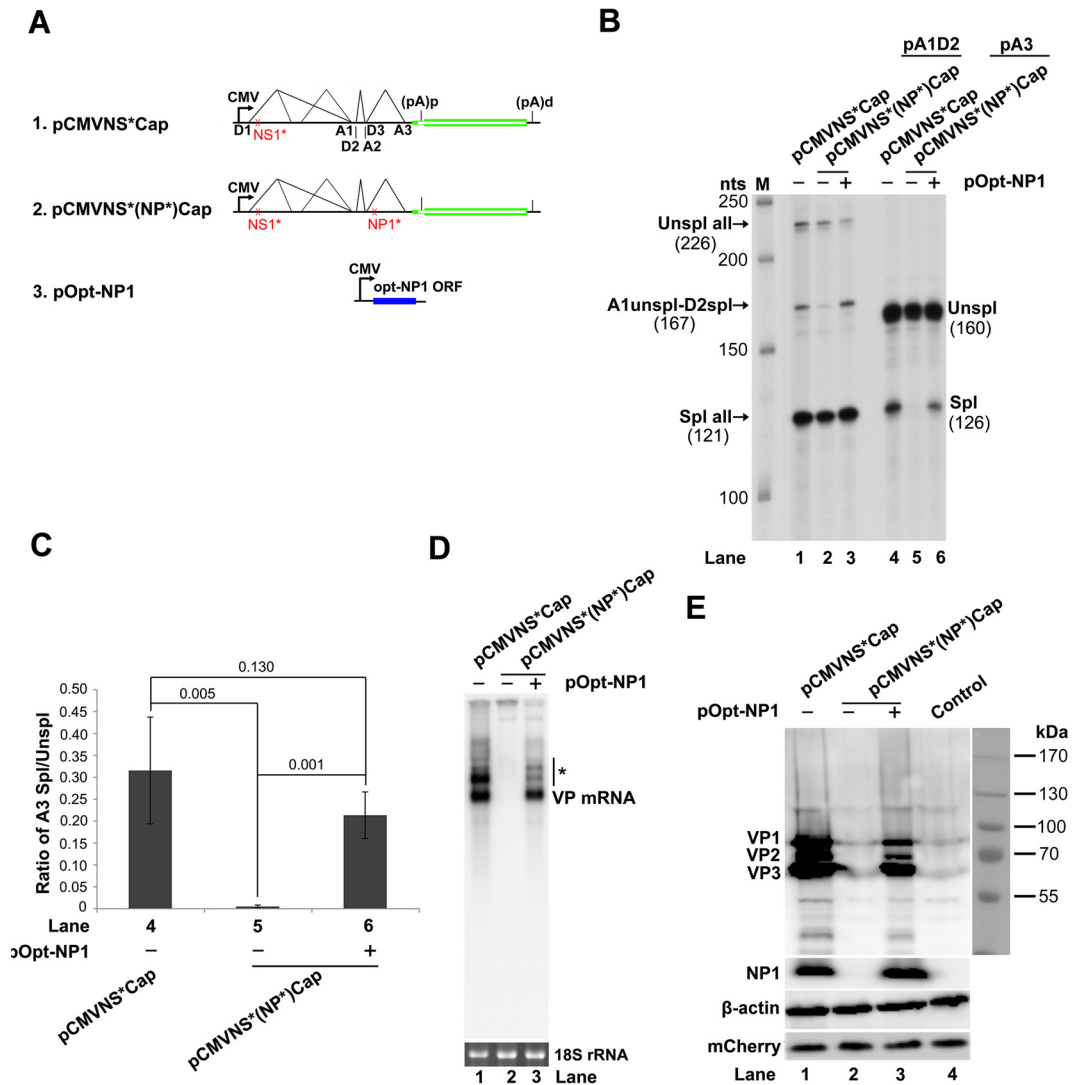 A
1. pCMVNS*Cap
CMV
D1
NS1*
A1
D2
A2
D3
A3
(pA)p
(pA)d
2. pCMVNS*(NP*)Cap
CMV
NS1*
NP1*
3. pOpt-NP1
CMV
opt-NP1 ORF
B
pA1D2
pA3
pCMVNS*Cap
pCMVNS*(NP*)Cap
pCMVNS*Cap
pCMVNS*(NP*)Cap
nts M – – + – – + pOpt-NP1
250
200
150
100
Unspl all
(226)
A1unspl-D2spl
(167)
Spl all
(121)
Unspl
(160)
Spl
(126)
Lane 1 2 3 4 5 6
C
Ratio of A3 Spl/Unspl
0.50
0.45
0.40
0.35
0.30
0.25
0.20
0.15
0.10
0.05
0
0.130
0.005
0.001
Lane 4 5 6
pOpt-NP1 – – +
pCMVNS*Cap
pCMVNS*(NP*)Cap
D
pCMVNS*Cap
pCMVNS*(NP*)Cap
– – + pOpt-NP1
*
VP mRNA
18S rRNA
1 2 3 Lane
E
pCMVNS*Cap
pCMVNS*(NP*)Cap
Control
pOpt-NP1 – – +
kDa
170
130
100
70
55
VP1
VP2
VP3
NP1
β-actin
mCherry
Lane 1 2 3 4